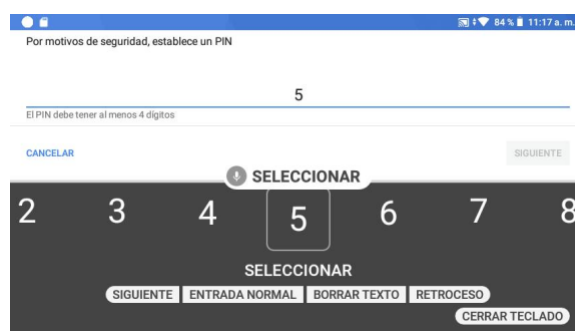 84 % 11:17 a. m.
Por motivos de seguridad, establece un PIN
5
El PIN debe tener al menos 4 dígitos
CANCELAR
SIGUIENTE
SELECCIONAR
2 3 4 5 6 7 8
SELECCIONAR
SIGUIENTE ENTRADA NORMAL BORRAR TEXTO RETROCESO
CERRAR TECLADO